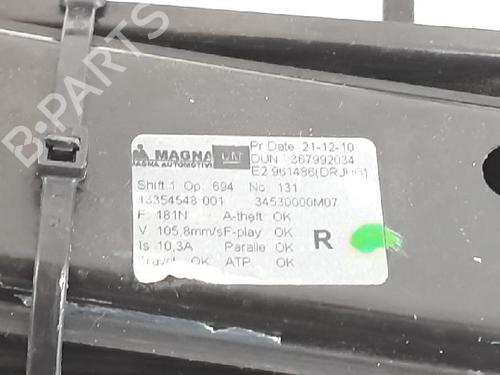 B-PARTS
MAGNA GM
MAGNA AUTOMOTIVE
Pr Date 21-12-10
DUN 367992034
E2 961486
Shift 1 Op. 694 No 131
13354548 001 34530000M07
F 181N A-theft OK
V 105,8mm/s F-play OK
Is 10,3A Paralle OK
Travel OK ATP OK
R